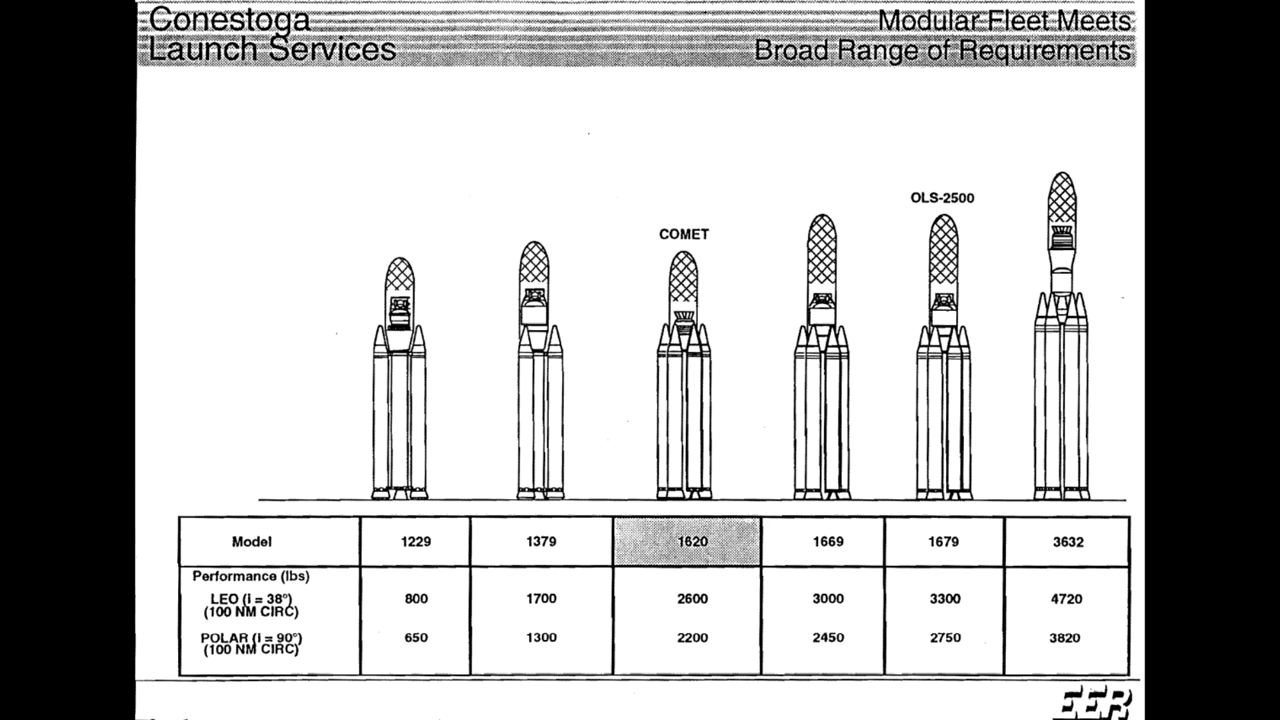 Conestoga
Launch Services
Modular Fleet Meets
Broad Range of Requirements
OLS-2500
COMET
Model 1229 1379 1620 1669 1679 3632
Performance (lbs)
LEO (i = 38°) 800 1700 2600 3000 3300 4720
(100 NM CIRC)
POLAR (i = 90°) 650 1300 2200 2450 2750 3820
(100 NM CIRC)
EER